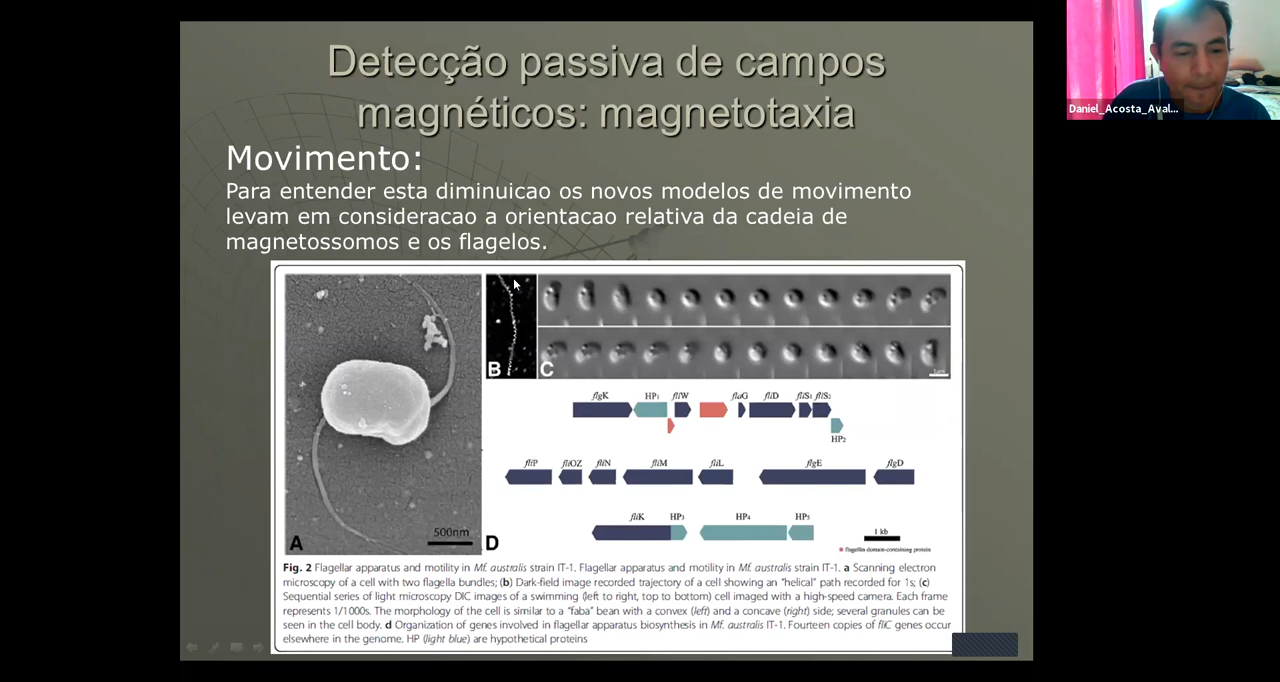 Detecção passiva de campos
magnéticos: magnetotaxia
Movimento:
Para entender esta diminuicao os novos modelos de movimento
levam em consideracao a orientacao relativa da cadeia de
magnetossomos e os flagelos.
A
500nm
B
C
D
flgK HP1 fliW flaG fliD fliS1 fliS2
HP2
fliP fliOZ fliN fliM fliL flgE flgD
fliK HP3 HP4 HP5
1 kb
flagellin domain-containing protein
Fig. 2 Flagellar apparatus and motility in Mf. australis strain IT-1. Flagellar apparatus and motility in Mf. australis strain IT-1. a Scanning electron
microscopy of a cell with two flagella bundles; (b) Dark-field image recorded trajectory of a cell showing an "helical" path recorded for 1s; (c)
Sequential series of light microscopy DIC images of a swimming (left to right, top to bottom) cell imaged with a high-speed camera. Each frame
represents 1/1000s. The morphology of the cell is similar to a "faba" bean with a convex (left) and a concave (right) side; several granules can be
seen in the cell body. d Organization of genes involved in flagellar apparatus biosynthesis in Mf. australis IT-1. Fourteen copies of fliC genes occur
elsewhere in the genome. HP (light blue) are hypothetical proteins
Daniel_Acosta_Aval...